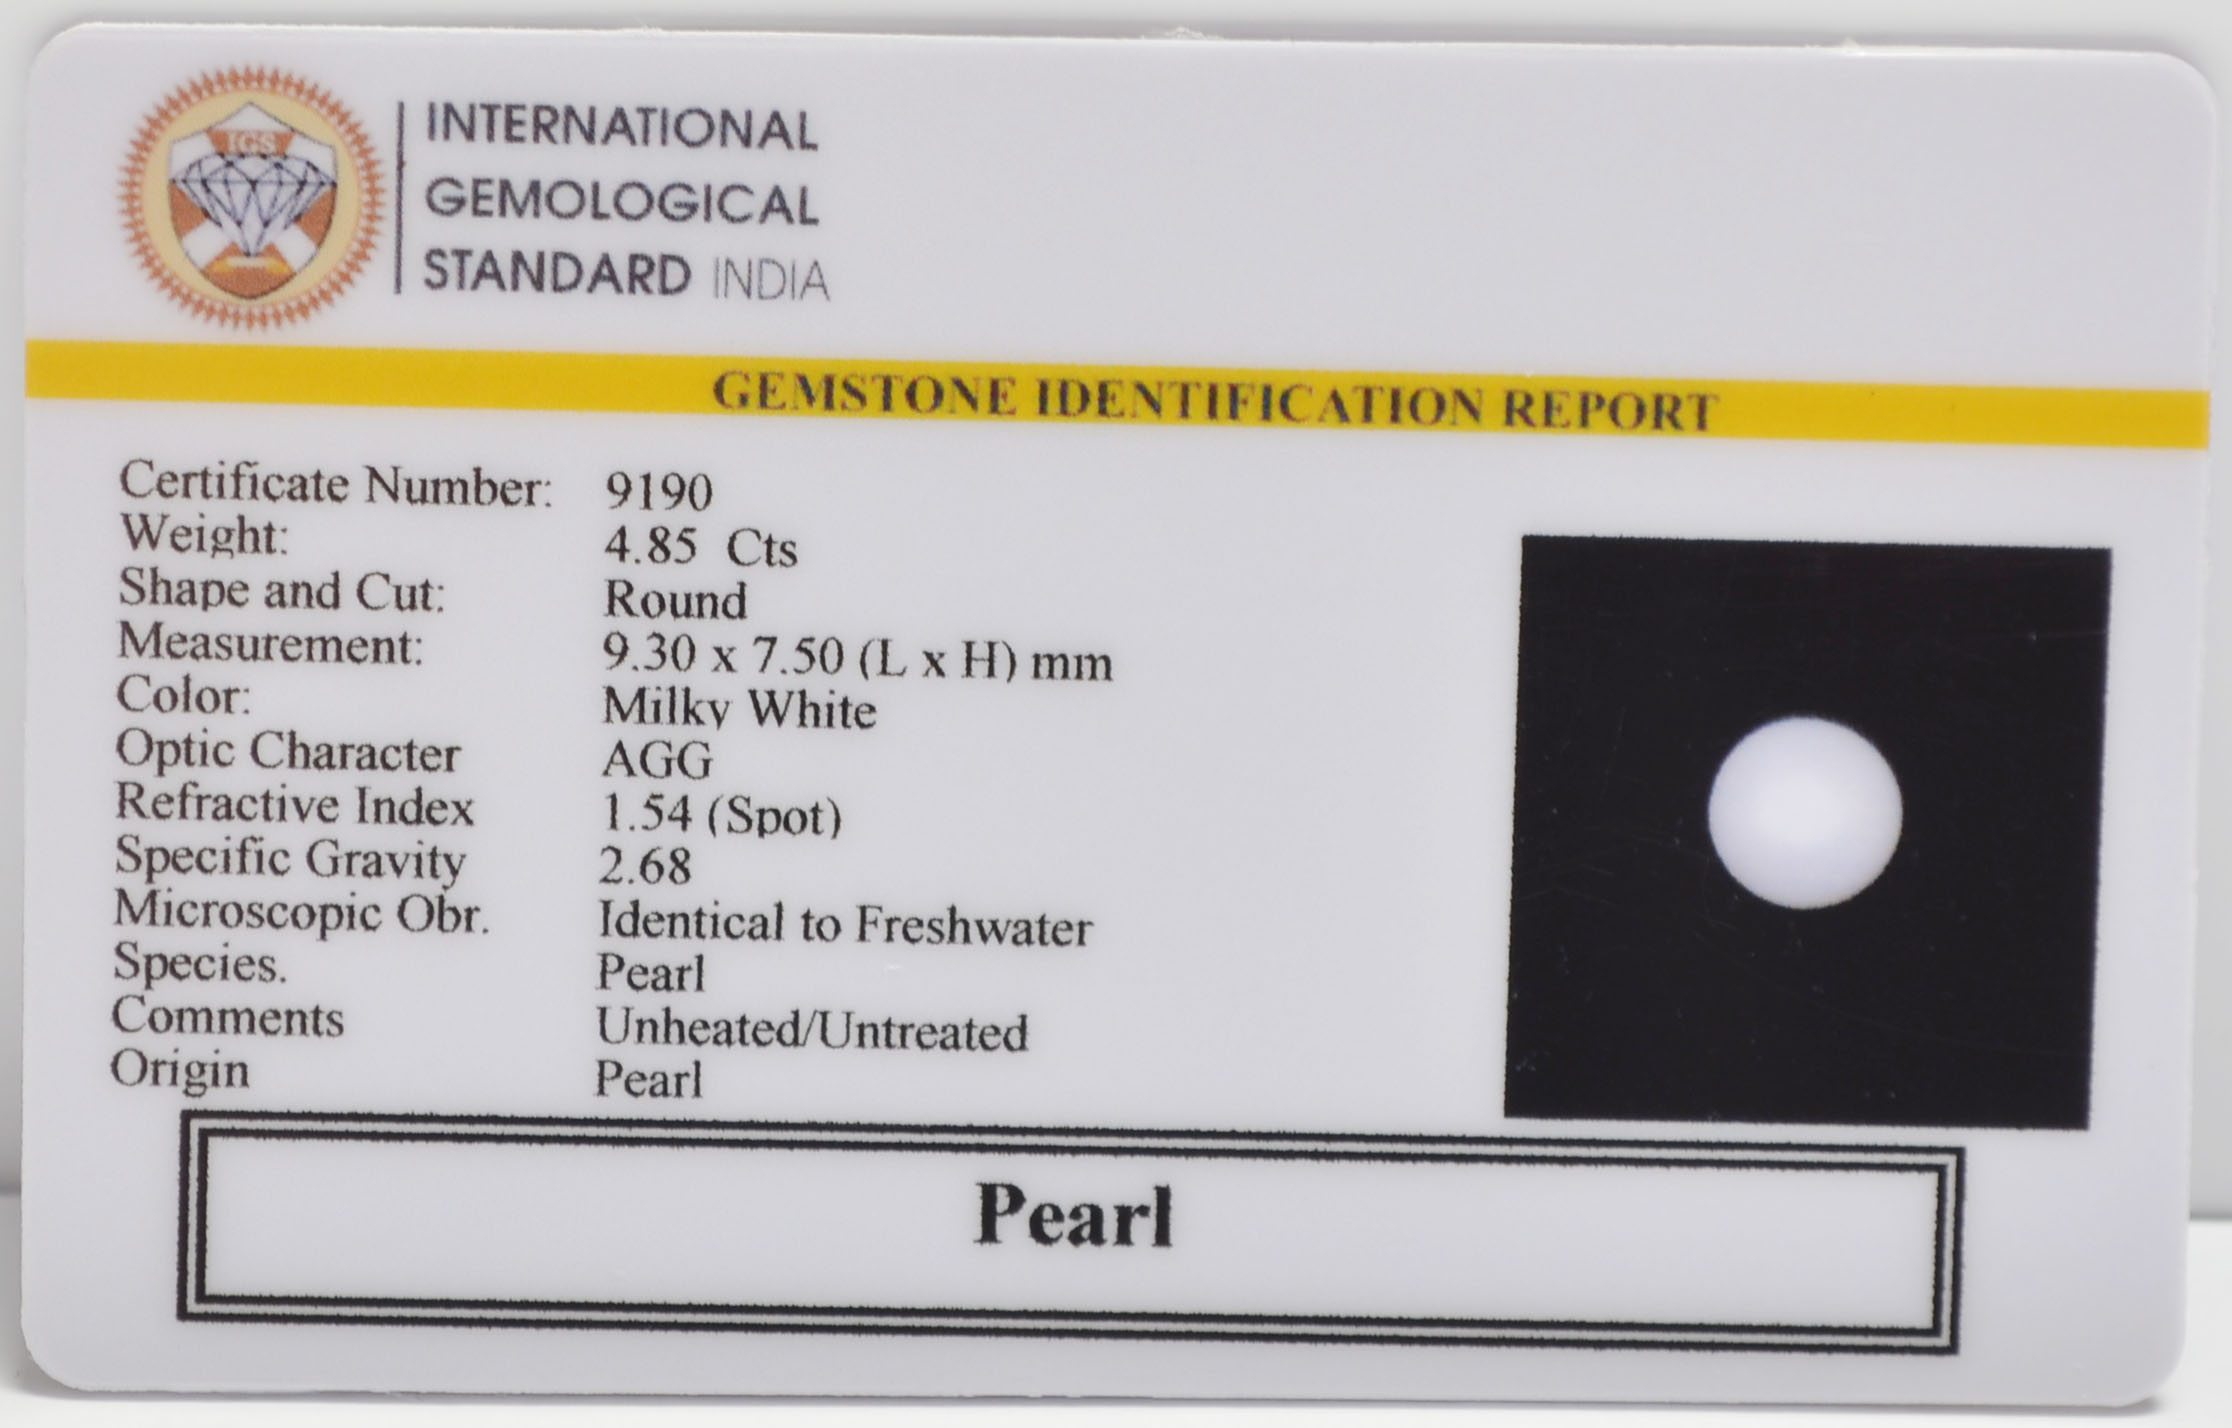 IGS
INTERNATIONAL
GEMOLOGICAL
STANDARD INDIA
GEMSTONE IDENTIFICATION REPORT
Certificate Number: 9190
Weight: 4.85 Cts
Shape and Cut: Round
Measurement: 9.30 x 7.50 (L x H) mm
Color: Milky White
Optic Character AGG
Refractive Index 1.54 (Spot)
Specific Gravity 2.68
Microscopic Obr. Identical to Freshwater
Species. Pearl
Comments Unheated/Untreated
Origin Pearl
Pearl